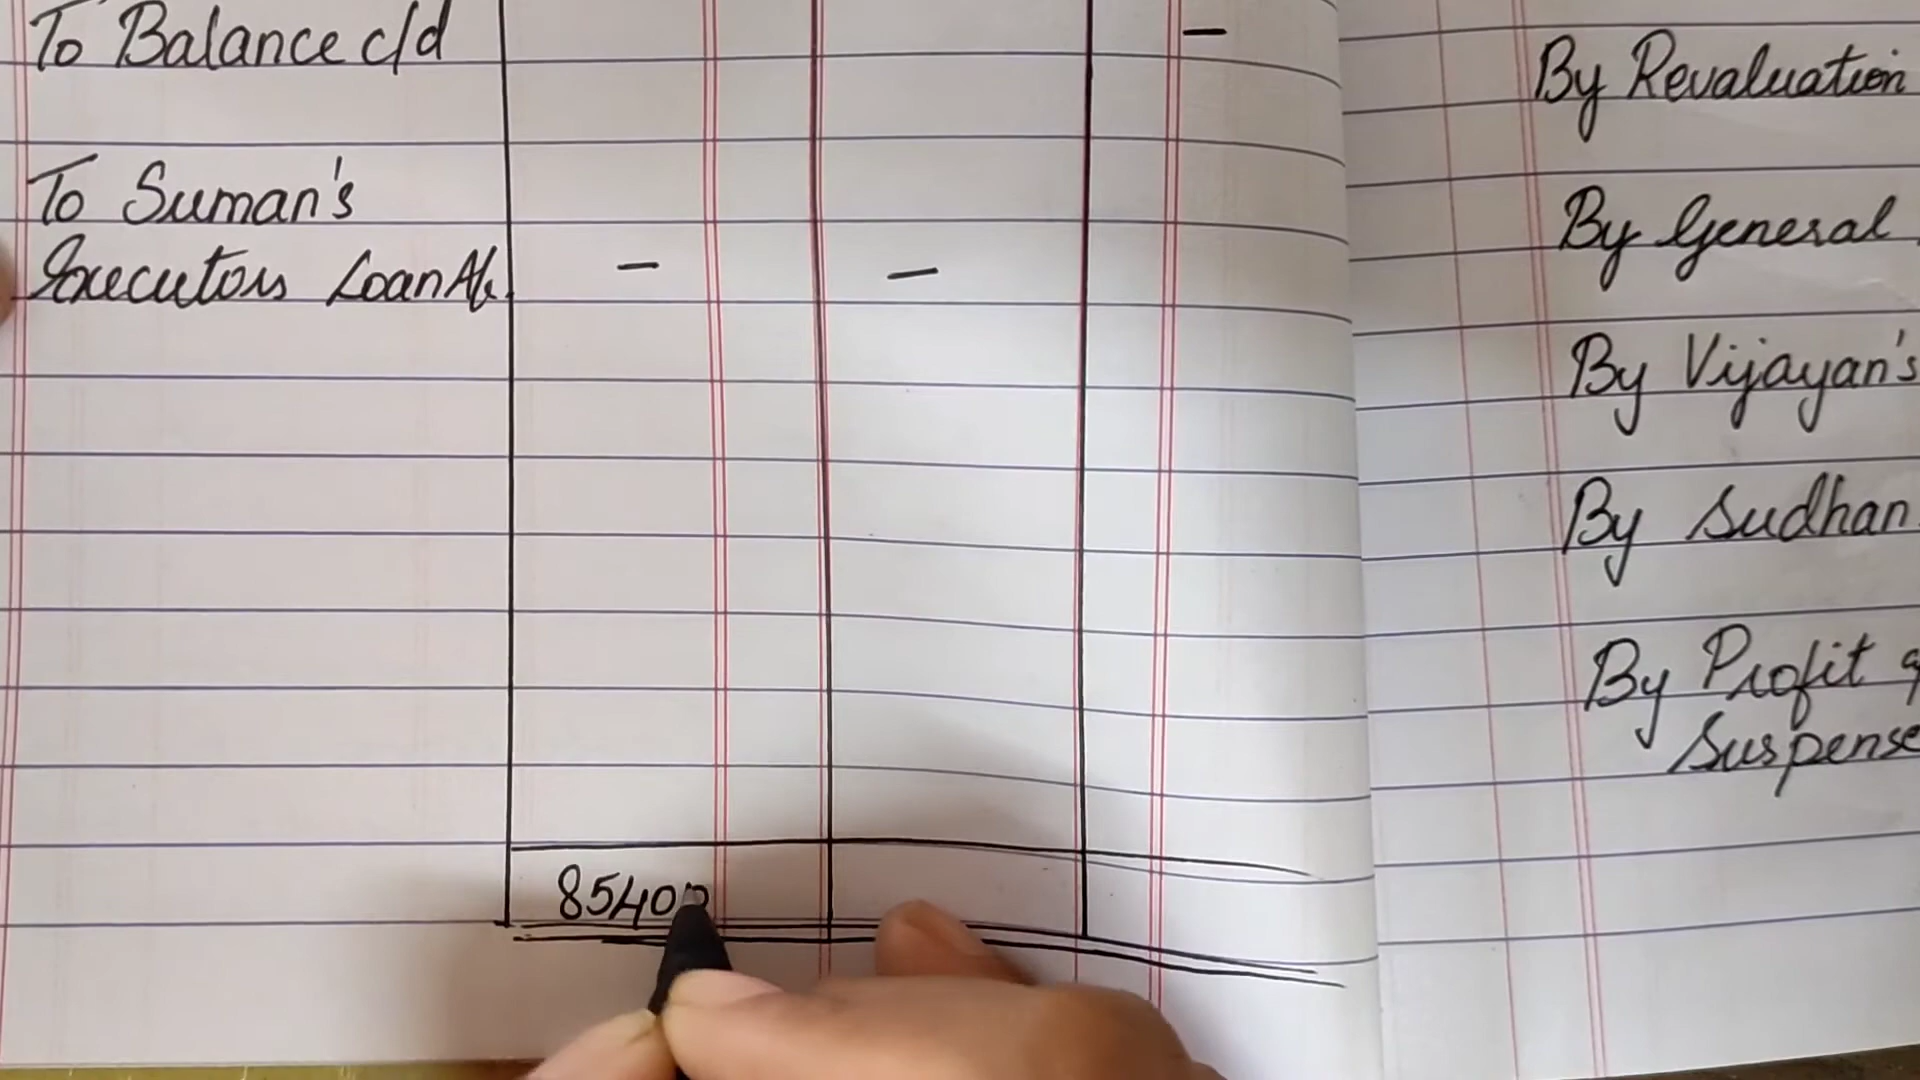 To Balance c/d
To Suman's
Executors Loan A/c
85400
By Revaluation
By General
By Vijayan's
By Sudhan
By Profit
Suspense